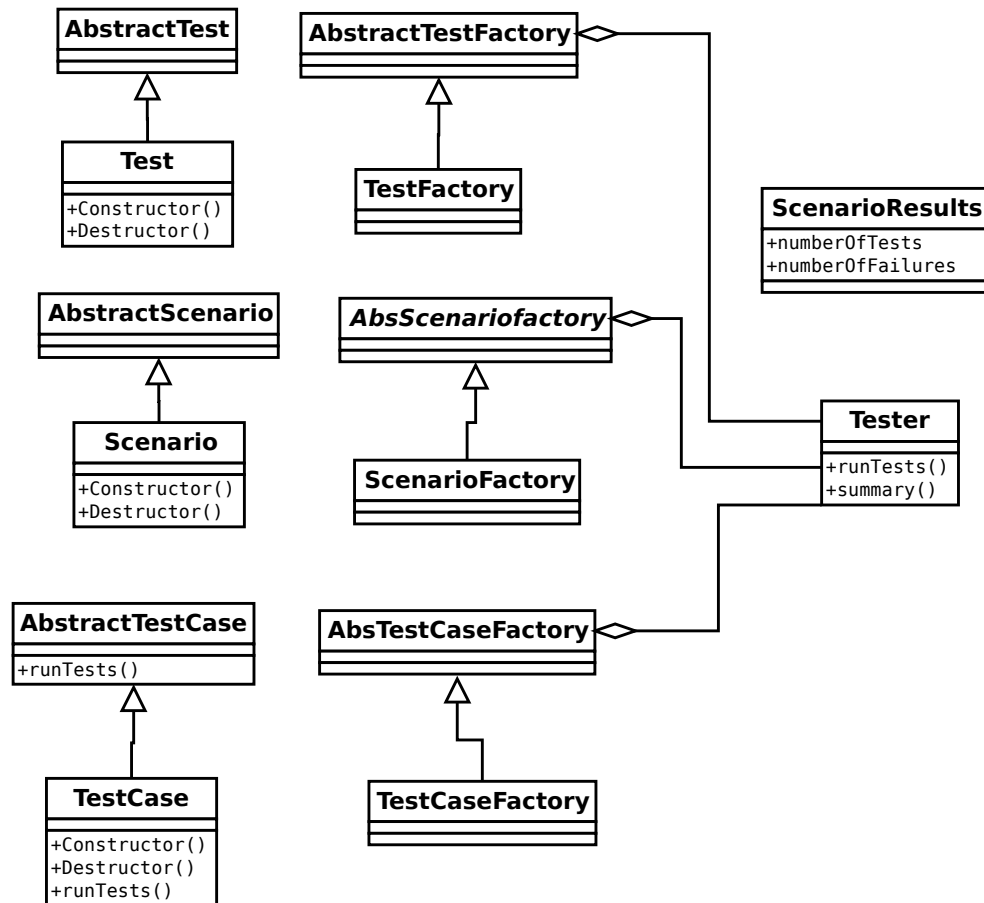 AbstractTest
AbstractTestFactory
Test
+Constructor()
+Destructor()
TestFactory
ScenarioResults
+numberOfTests
+numberOfFailures
AbstractScenario
AbsScenariofactory
Scenario
+Constructor()
+Destructor()
ScenarioFactory
Tester
+runTests()
+summary()
AbstractTestCase
+runTests()
AbsTestCaseFactory
TestCase
+Constructor()
+Destructor()
+runTests()
TestCaseFactory